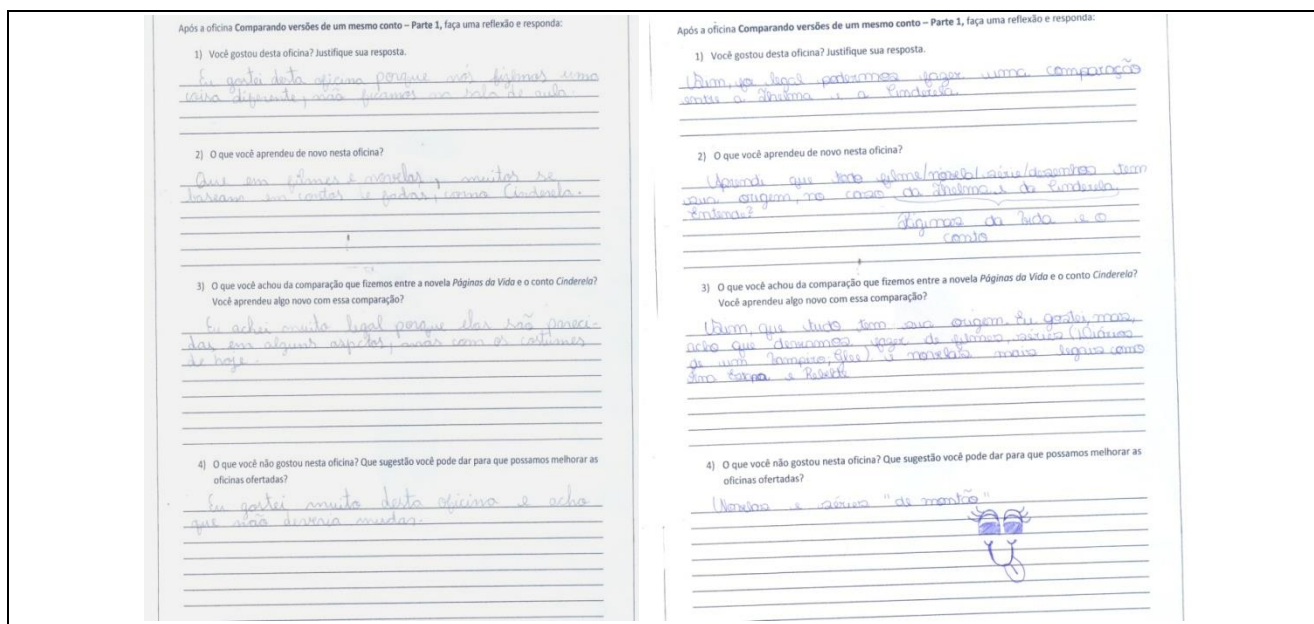 Após a oficina Comparando versões de um mesmo conto – Parte 1, faça uma reflexão e responda:
1) Você gostou desta oficina? Justifique sua resposta.
Eu gostei desta oficina porque nós fizemos uma
coisa diferente, não ficamos na sala de aula.
2) O que você aprendeu de novo nesta oficina?
Que em filmes e novelas, muitos se
baseam em contos de fadas, como Cinderela.
3) O que você achou da comparação que fizemos entre a novela Páginas da Vida e o conto Cinderela?
Você aprendeu algo novo com essa comparação?
Eu achei muito legal porque elas são pareci-
das em alguns aspectos, mas com os costumes
de hoje.
4) O que você não gostou nesta oficina? Que sugestão você pode dar para que possamos melhorar as
oficinas ofertadas?
Eu gostei muito desta oficina e acho
que não deveria mudar.
Após a oficina Comparando versões de um mesmo conto – Parte 1, faça uma reflexão e responda:
1) Você gostou desta oficina? Justifique sua resposta.
Sim, foi legal podermos fazer uma comparação
entre a Thelma e a Cinderela.
2) O que você aprendeu de novo nesta oficina?
Aprendi que todo filme/novela/série/desenhos tem
sua origem, no caso da Thelma e da Cinderela,
Entende?
Páginas da Vida e o
conto
3) O que você achou da comparação que fizemos entre a novela Páginas da Vida e o conto Cinderela?
Você aprendeu algo novo com essa comparação?
Sim, que tudo tem sua origem. Eu gostei, mas,
acho que deveríamos fazer de filmes, séries (Diários
de um Vampiro, Glee) e novelas mais legais como
Fina Estampa e Rebelde
4) O que você não gostou nesta oficina? Que sugestão você pode dar para que possamos melhorar as
oficinas ofertadas?
Novelas e séries "de montão"